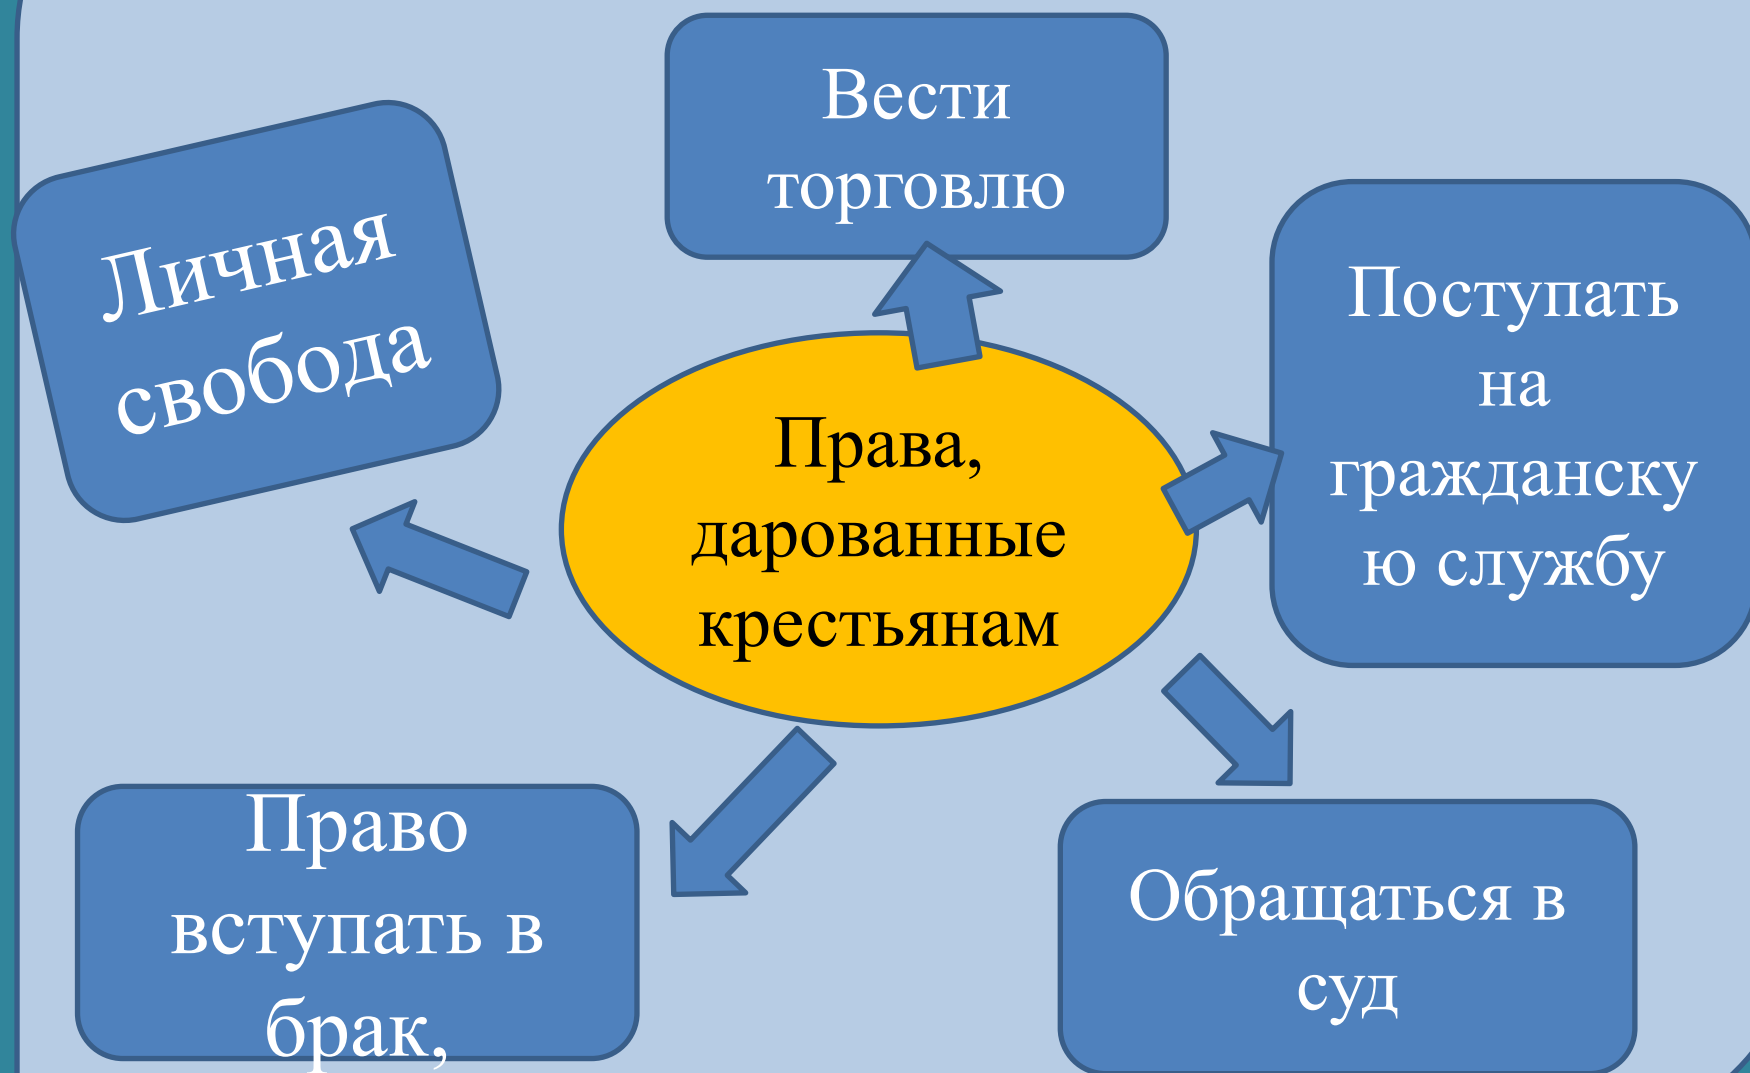 Вести
торговлю
Личная
свобода
Поступать
на
гражданску
ю службу
Права,
дарованные
крестьянам
Право
вступать в
брак,
Обращаться в
суд